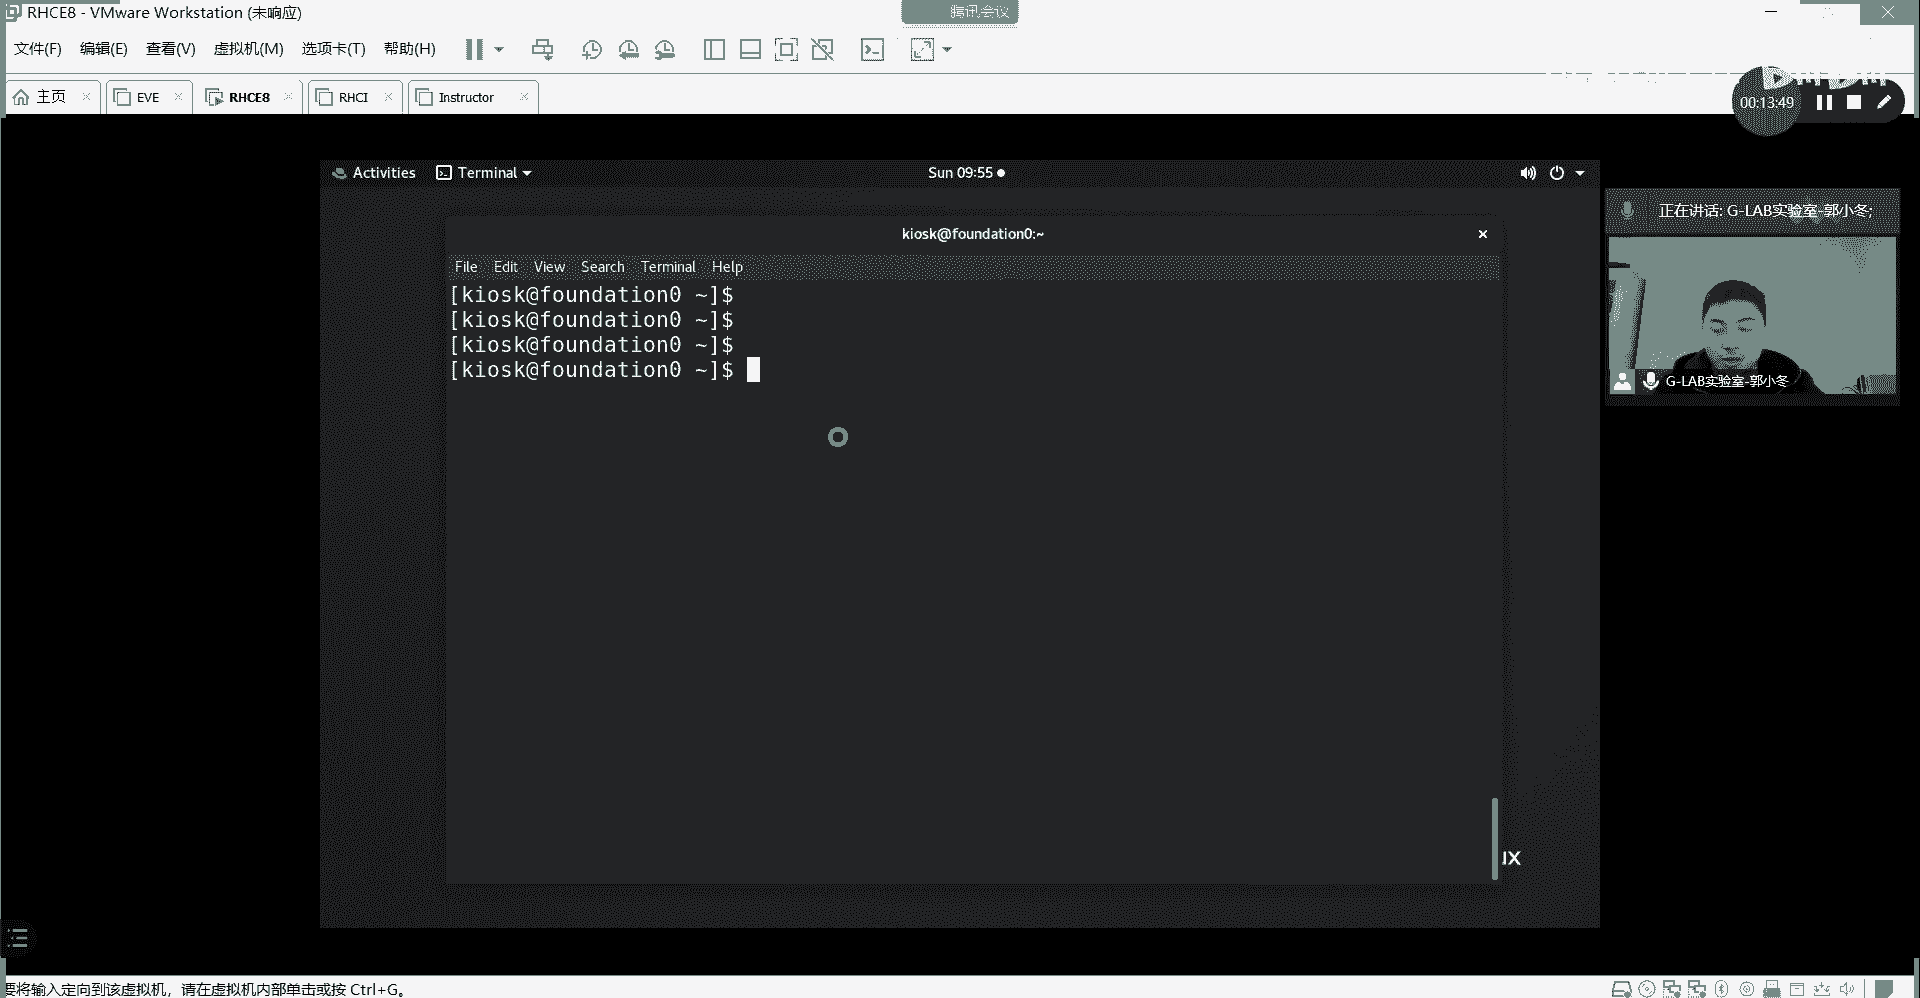 RHCE8 - VMware Workstation (未响应)
腾讯会议
文件(F) 编辑(E) 查看(V) 虚拟机(M) 选项卡(T) 帮助(H)
主页 EVE RHCE8 RHCI Instructor
00:13:49
Activities Terminal Sun 09:55
正在讲话: G-LAB实验室-郭小冬;
kiosk@foundation0:~
File Edit View Search Terminal Help
[kiosk@foundation0 ~]$
[kiosk@foundation0 ~]$
[kiosk@foundation0 ~]$
[kiosk@foundation0 ~]$
G-LAB实验室-郭小冬
要将输入定向到该虚拟机，请在虚拟机内部单击或按 Ctrl+G。